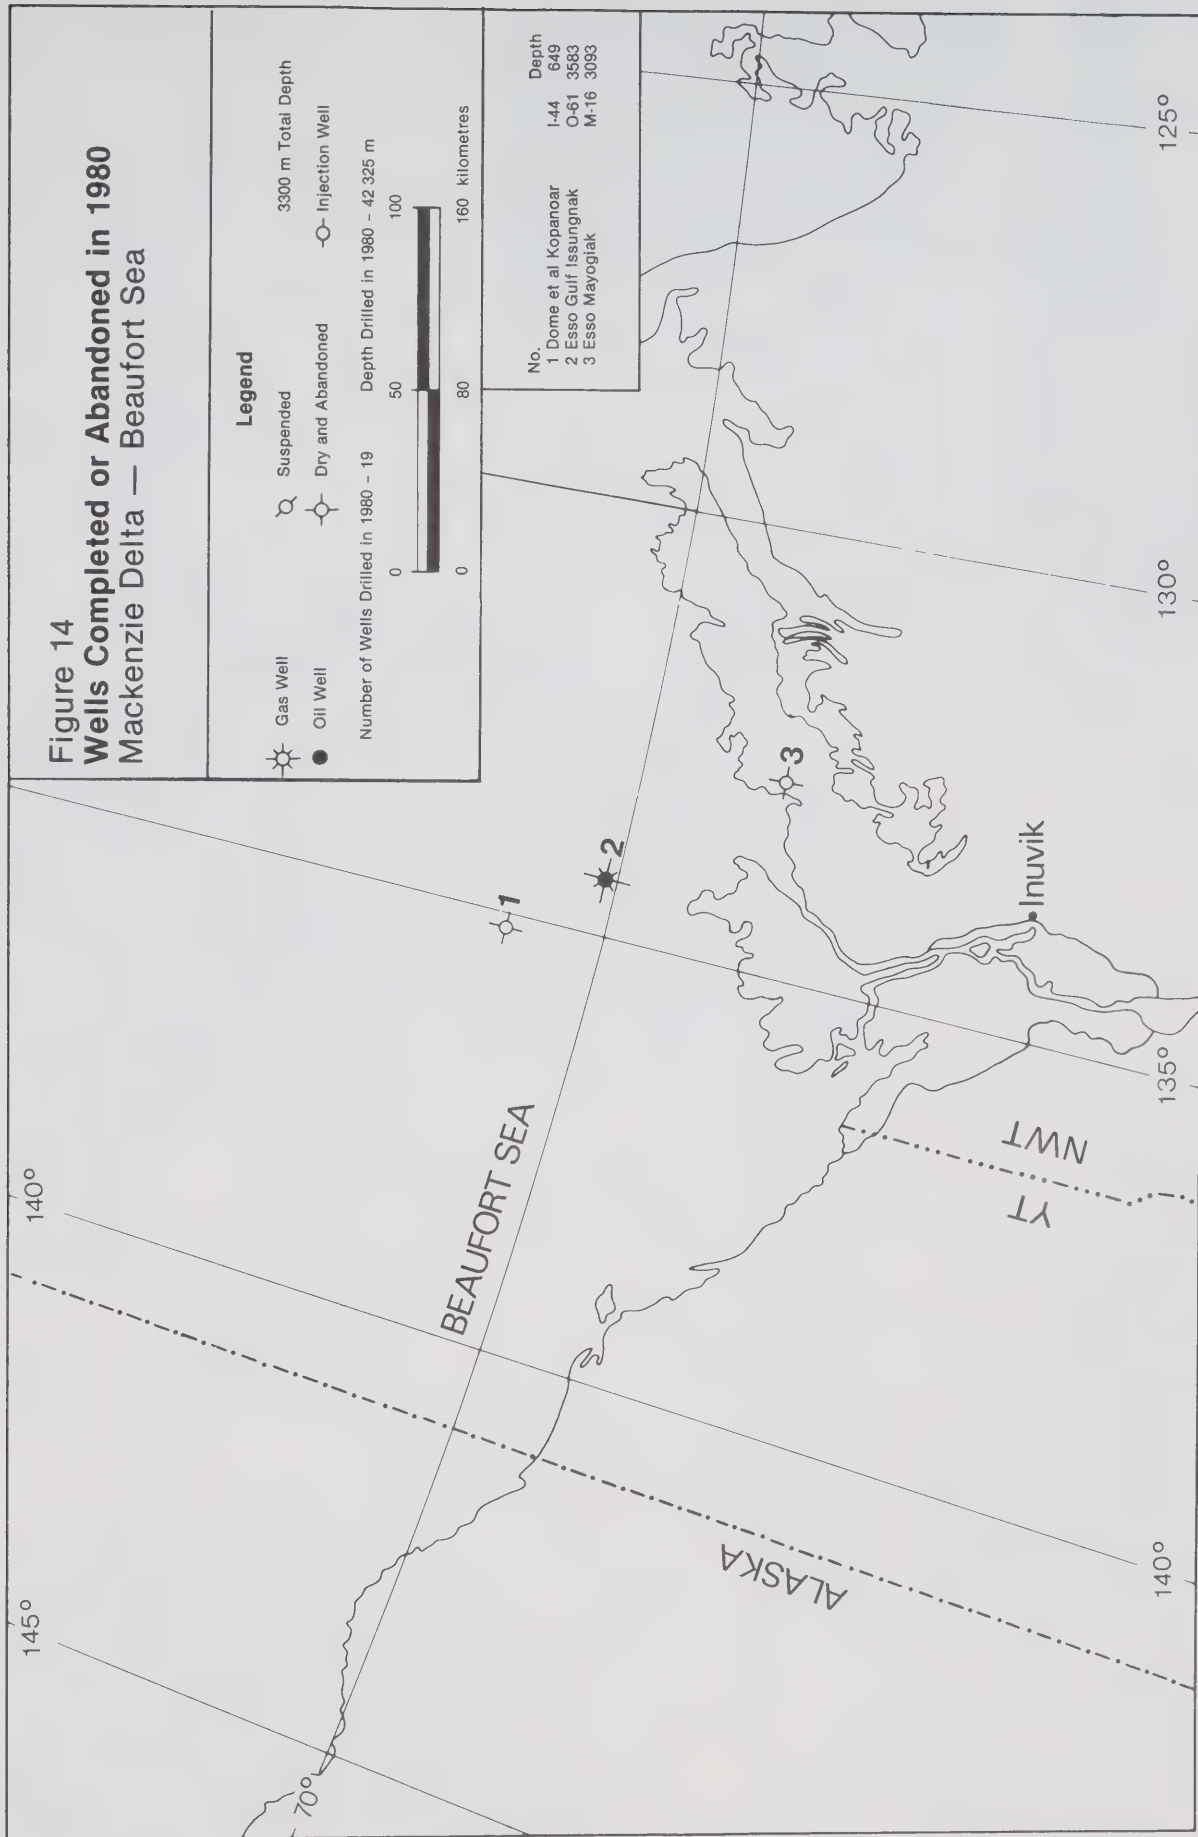 Figure 14
Wells Completed or Abandoned in 1980
Mackenzie Delta — Beaufort Sea
Legend
Gas Well
Suspended
3300 m Total Depth
Oil Well
Dry and Abandoned
Injection Well
Number of Wells Drilled in 1980 - 19
Depth Drilled in 1980 - 42 325 m
0 50 100
0 80 160 kilometres
No. Depth
1 Dome et al Kopanoar I-44 649
2 Esso Gulf Issungnak O-61 3583
3 Esso Mayogiak M-16 3093
145°
140°
BEAUFORT SEA
1
2
3
70°
ALASKA
YT
NWT
Inuvik
140°
135°
130°
125°